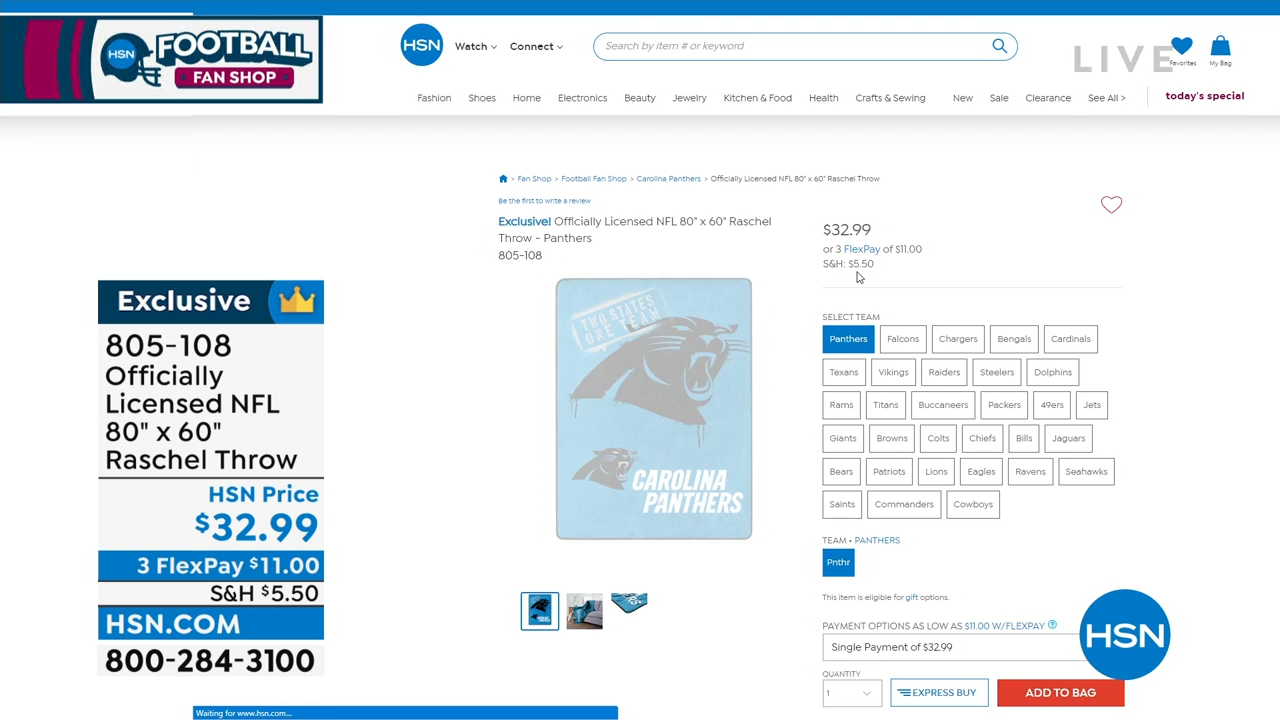 HSN
FOOTBALL
FAN SHOP
HSN
Watch
Connect
Search by item # or keyword
LIVE
Favorites
My Bag
Fashion
Shoes
Home
Electronics
Beauty
Jewelry
Kitchen & Food
Health
Crafts & Sewing
New
Sale
Clearance
See All >
today's special
> Fan Shop > Football Fan Shop > Carolina Panthers > Officially Licensed NFL 80" x 60" Raschel Throw
Be the first to write a review
Exclusive! Officially Licensed NFL 80" x 60" Raschel
Throw - Panthers
805-108
$32.99
or 3 FlexPay of $11.00
S&H: $5.50
Exclusive
805-108
Officially
Licensed NFL
80" x 60"
Raschel Throw
HSN Price
$32.99
3 FlexPay $11.00
S&H $5.50
HSN.COM
800-284-3100
TWO STATES
ONE TEAM
CAROLINA
PANTHERS
SELECT TEAM
Panthers
Falcons
Chargers
Bengals
Cardinals
Texans
Vikings
Raiders
Steelers
Dolphins
Rams
Titans
Buccaneers
Packers
49ers
Jets
Giants
Browns
Colts
Chiefs
Bills
Jaguars
Bears
Patriots
Lions
Eagles
Ravens
Seahawks
Saints
Commanders
Cowboys
TEAM • PANTHERS
Pnthr
This item is eligible for gift options.
PAYMENT OPTIONS AS LOW AS $11.00 W/FLEXPAY ?
Single Payment of $32.99
HSN
QUANTITY
1
EXPRESS BUY
ADD TO BAG
Waiting for www.hsn.com...